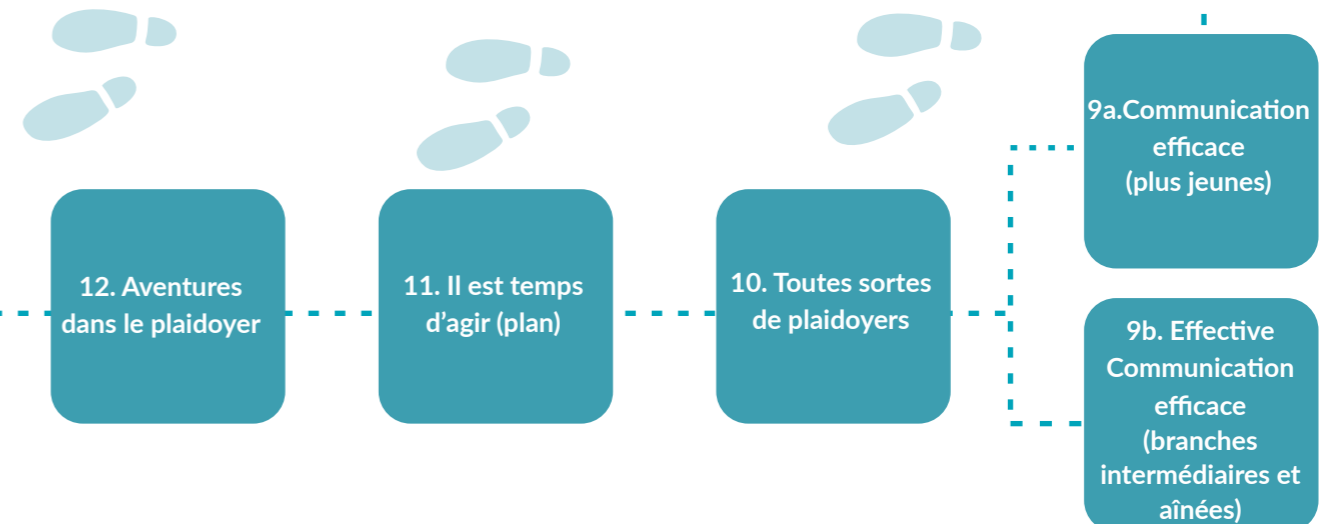 12. Aventures
dans le plaidoyer
11. Il est temps
d'agir (plan)
10. Toutes sortes
de plaidoyers
9a.Communication
efficace
(plus jeunes)
9b. Effective
Communication
efficace
(branches
intermédiaires et
aînées)